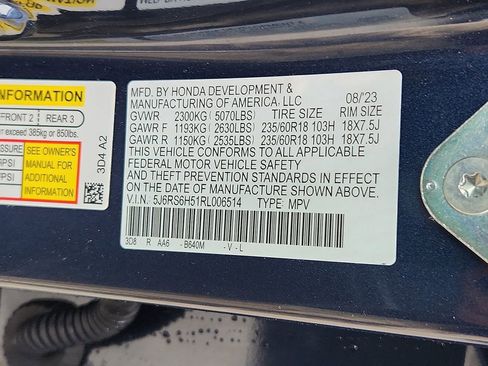 INFORMATION
FRONT 2 REAR 3
exceed 385kg or 850lbs.
SEE OWNER'S
MANUAL FOR
ADDITIONAL
INFORMATION
3D4 A2
MFD. BY HONDA DEVELOPMENT &
MANUFACTURING OF AMERICA, LLC 08/'23
GVWR 2300KG (5070LBS) TIRE SIZE RIM SIZE
GAWR F 1193KG (2630LBS) 235/60R18 103H 18X7.5J
GAWR R 1150KG (2535LBS) 235/60R18 103H 18X7.5J
THIS VEHICLE CONFORMS TO ALL APPLICABLE
FEDERAL MOTOR VEHICLE SAFETY
AND THEFT PREVENTION STANDARDS IN EFFECT ON
THE DATE OF MANUFACTURE SHOWN ABOVE.
V.I.N. 5J6RS6H51RL006514 TYPE: MPV
3D8 R AA6 -B640M -V-L